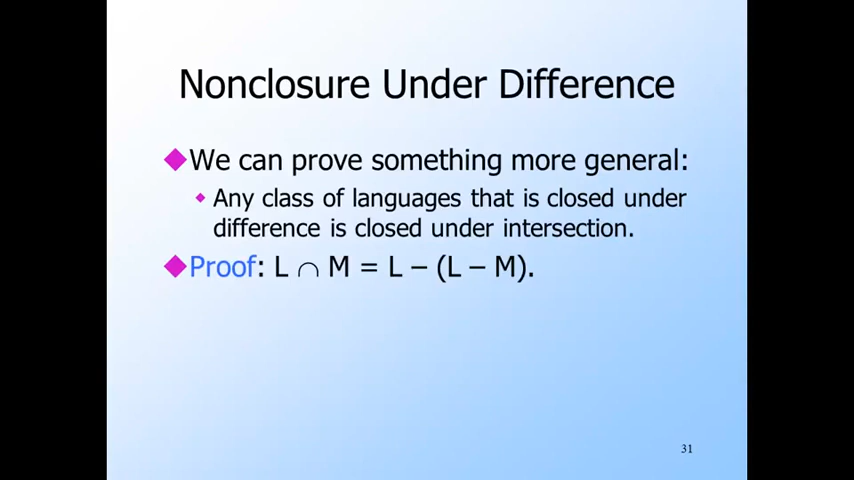 Nonclosure Under Difference
We can prove something more general:
Any class of languages that is closed under
difference is closed under intersection.
Proof: L ∩ M = L – (L – M).
31